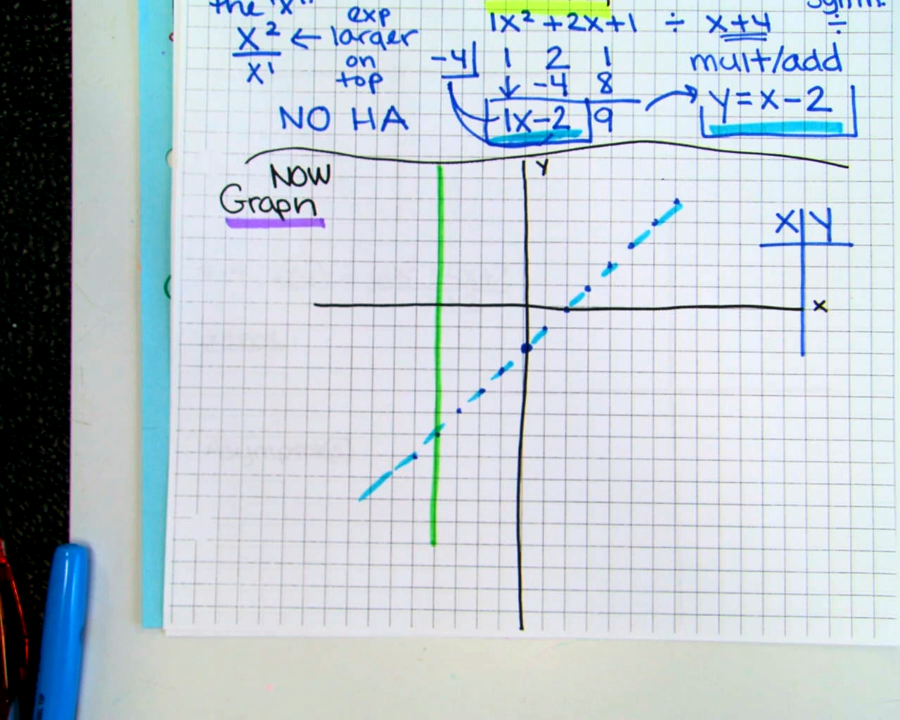 the "x"
exp
x² ← larger
x¹
on
top
NO HA
1x² + 2x + 1 ÷ x+4
÷
-4| 1 2 1
↓ -4 8
1x-2 | 9
mult/add
→ y = x - 2
NOW
Graph
Y
X Y
x